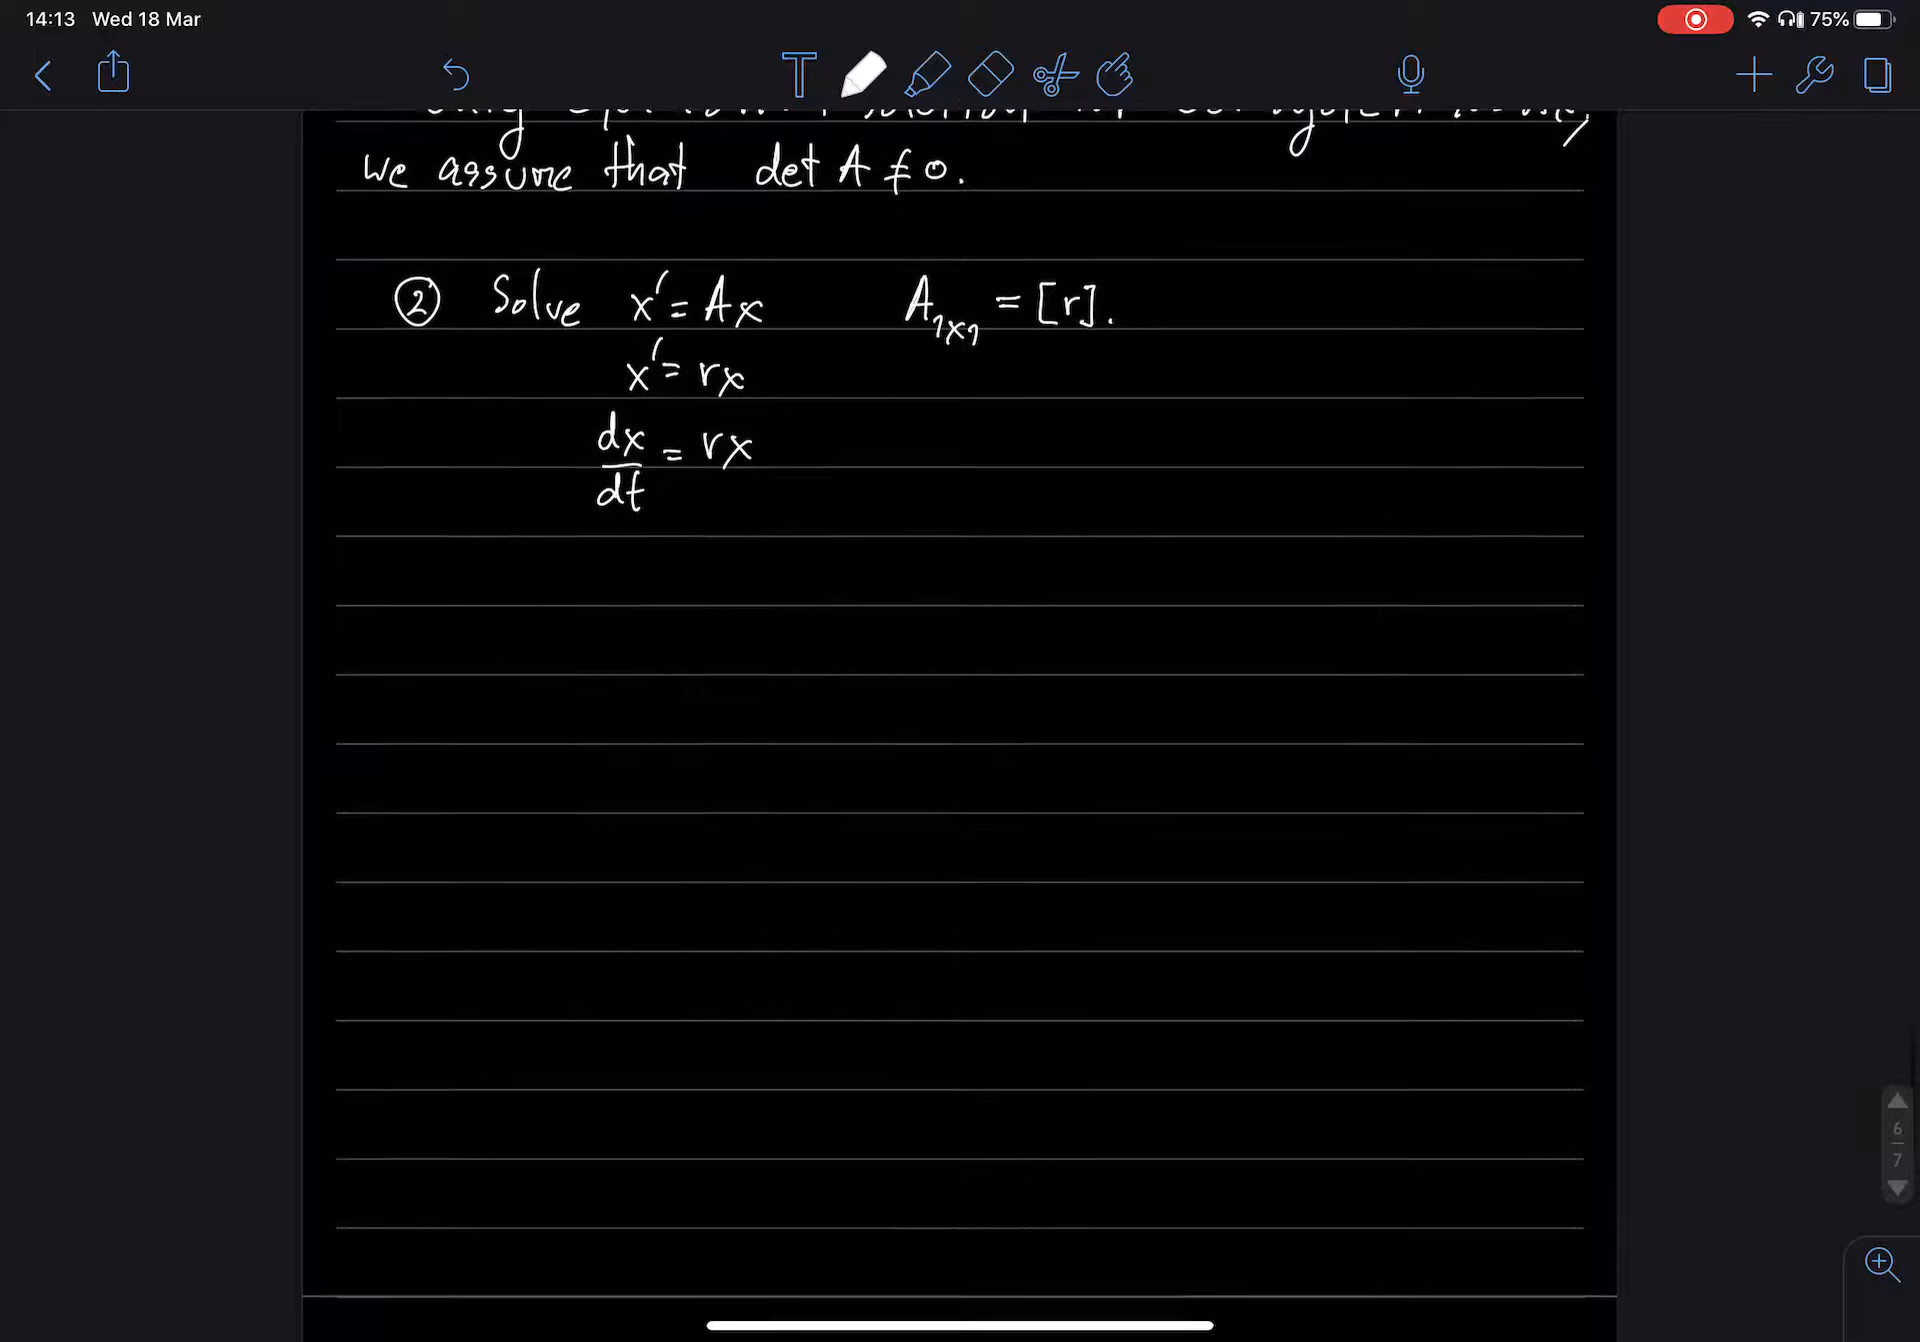 14:13 Wed 18 Mar 75%
T
we assume that det A ≠ 0.
② Solve x' = Ax A₁ₓ₁ = [r].
x' = rx
dx/dt = rx
6
7